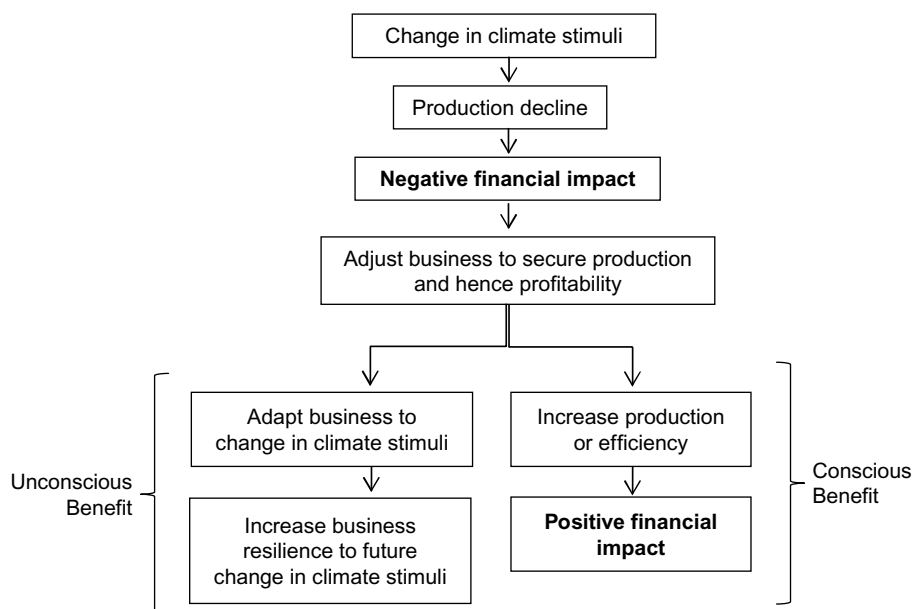 Change in climate stimuli
Production decline
Negative financial impact
Adjust business to secure production
and hence profitability
Adapt business to
change in climate stimuli
Increase production
or efficiency
Unconscious
Benefit
Conscious
Benefit
Increase business
resilience to future
change in climate stimuli
Positive financial
impact